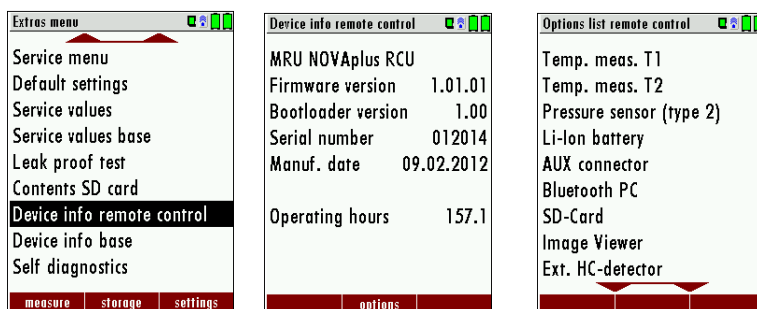 Extras menu
Service menu
Default settings
Service values
Service values base
Leak proof test
Contents SD card
Device info remote control
Device info base
Self diagnostics
measure storage settings
Device info remote control
MRU NOVAplus RCU
Firmware version 1.01.01
Bootloader version 1.00
Serial number 012014
Manuf. date 09.02.2012
Operating hours 157.1
options
Options list remote control
Temp. meas. T1
Temp. meas. T2
Pressure sensor (type 2)
Li-Ion battery
AUX connector
Bluetooth PC
SD-Card
Image Viewer
Ext. HC-detector